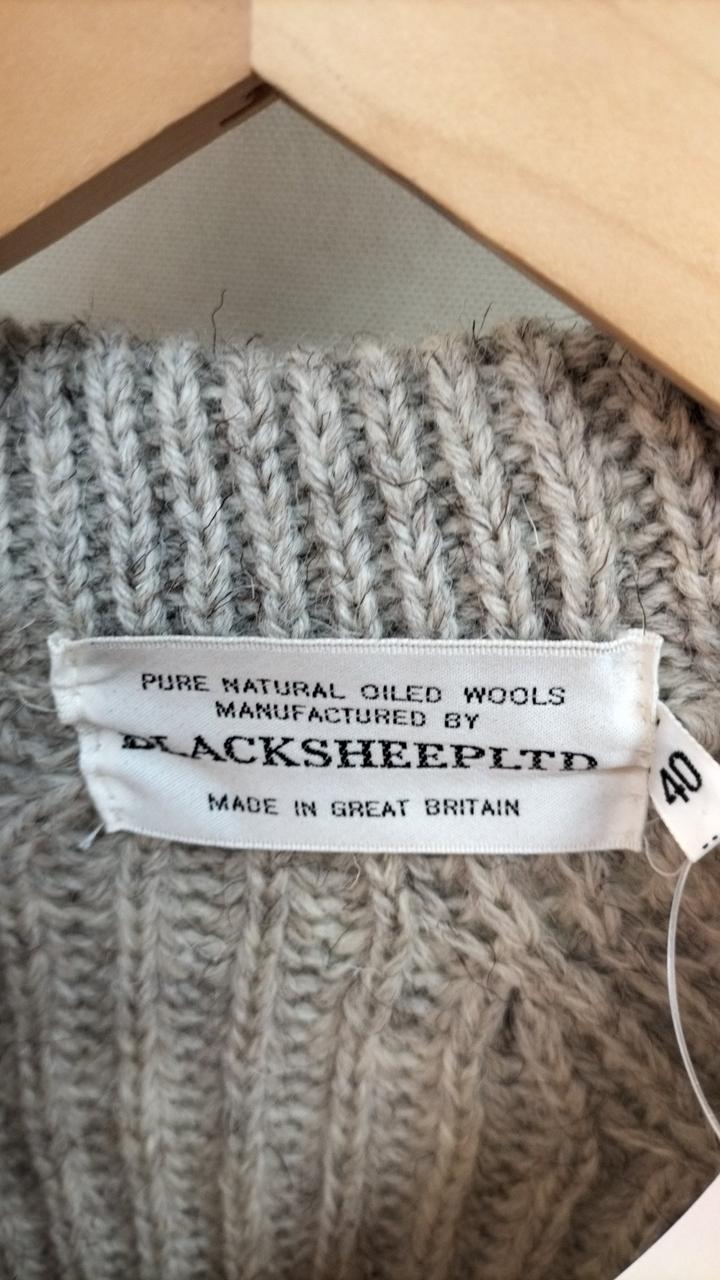 PURE NATURAL OILED WOOLS
MANUFACTURED BY
BLACKSHEEPLTD
MADE IN GREAT BRITAIN
40